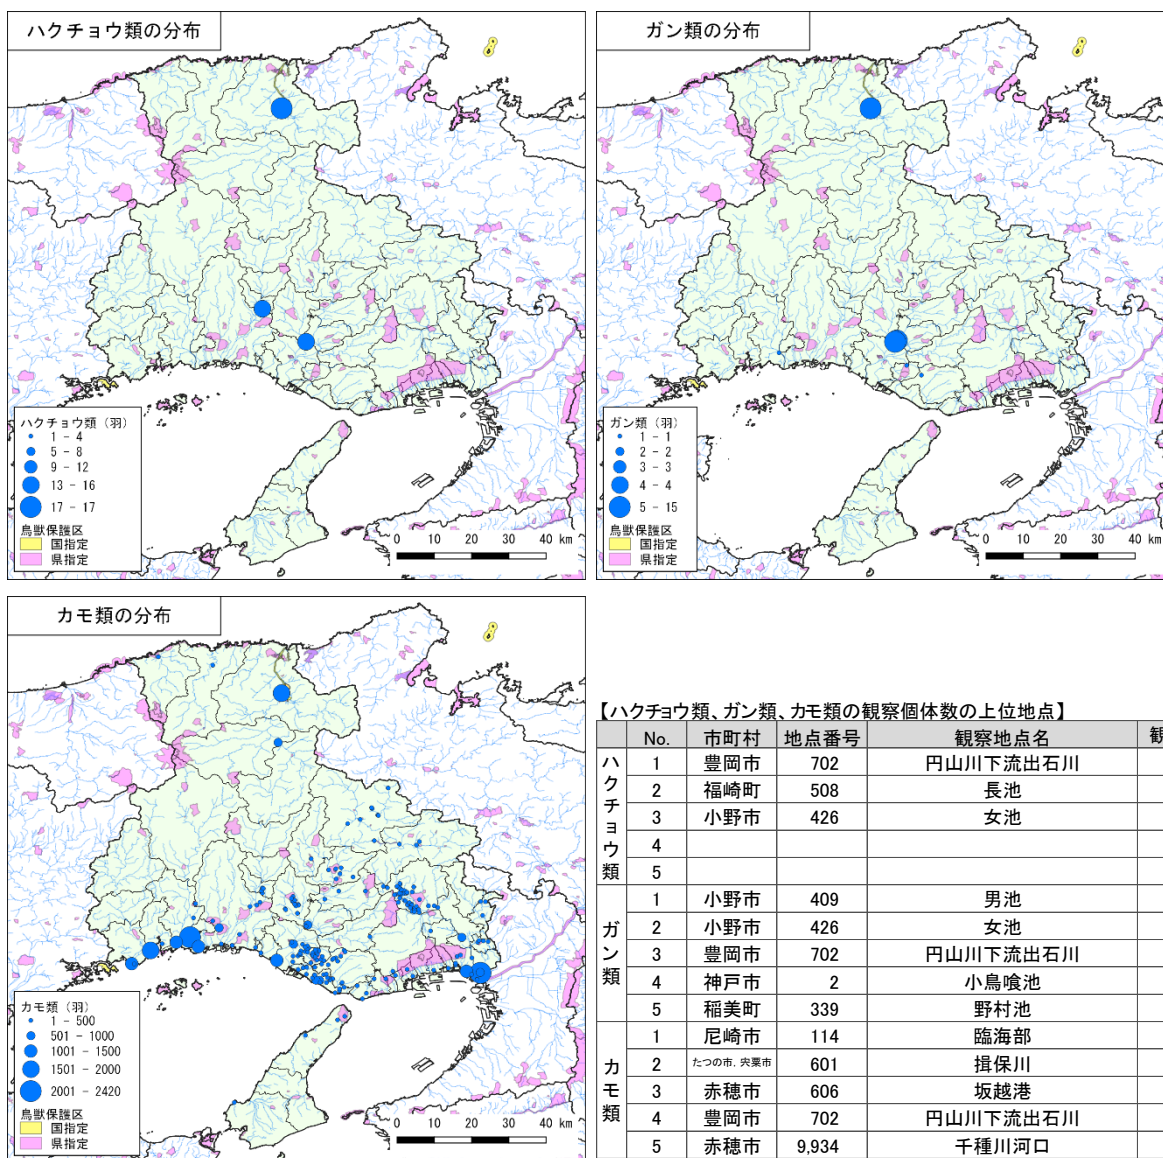 ハクチョウ類の分布
ハクチョウ類（羽）
1 - 4
5 - 8
9 - 12
13 - 16
17 - 17
鳥獣保護区
国指定
県指定
0 10 20 30 40 km
ガン類の分布
ガン類（羽）
1 - 1
2 - 2
3 - 3
4 - 4
5 - 15
鳥獣保護区
国指定
県指定
0 10 20 30 40 km
カモ類の分布
カモ類（羽）
1 - 500
501 - 1000
1001 - 1500
1501 - 2000
2001 - 2420
鳥獣保護区
国指定
県指定
0 10 20 30 40 km
【ハクチョウ類、ガン類、カモ類の観察個体数の上位地点】
No. 市町村 地点番号 観察地点名 観
ハクチョウ類
1 豊岡市 702 円山川下流出石川
2 福崎町 508 長池
3 小野市 426 女池
4
5
ガン類
1 小野市 409 男池
2 小野市 426 女池
3 豊岡市 702 円山川下流出石川
4 神戸市 2 小鳥喰池
5 稲美町 339 野村池
カモ類
1 尼崎市 114 臨海部
2 たつの市、宍粟市 601 揖保川
3 赤穂市 606 坂越港
4 豊岡市 702 円山川下流出石川
5 赤穂市 9,934 千種川河口